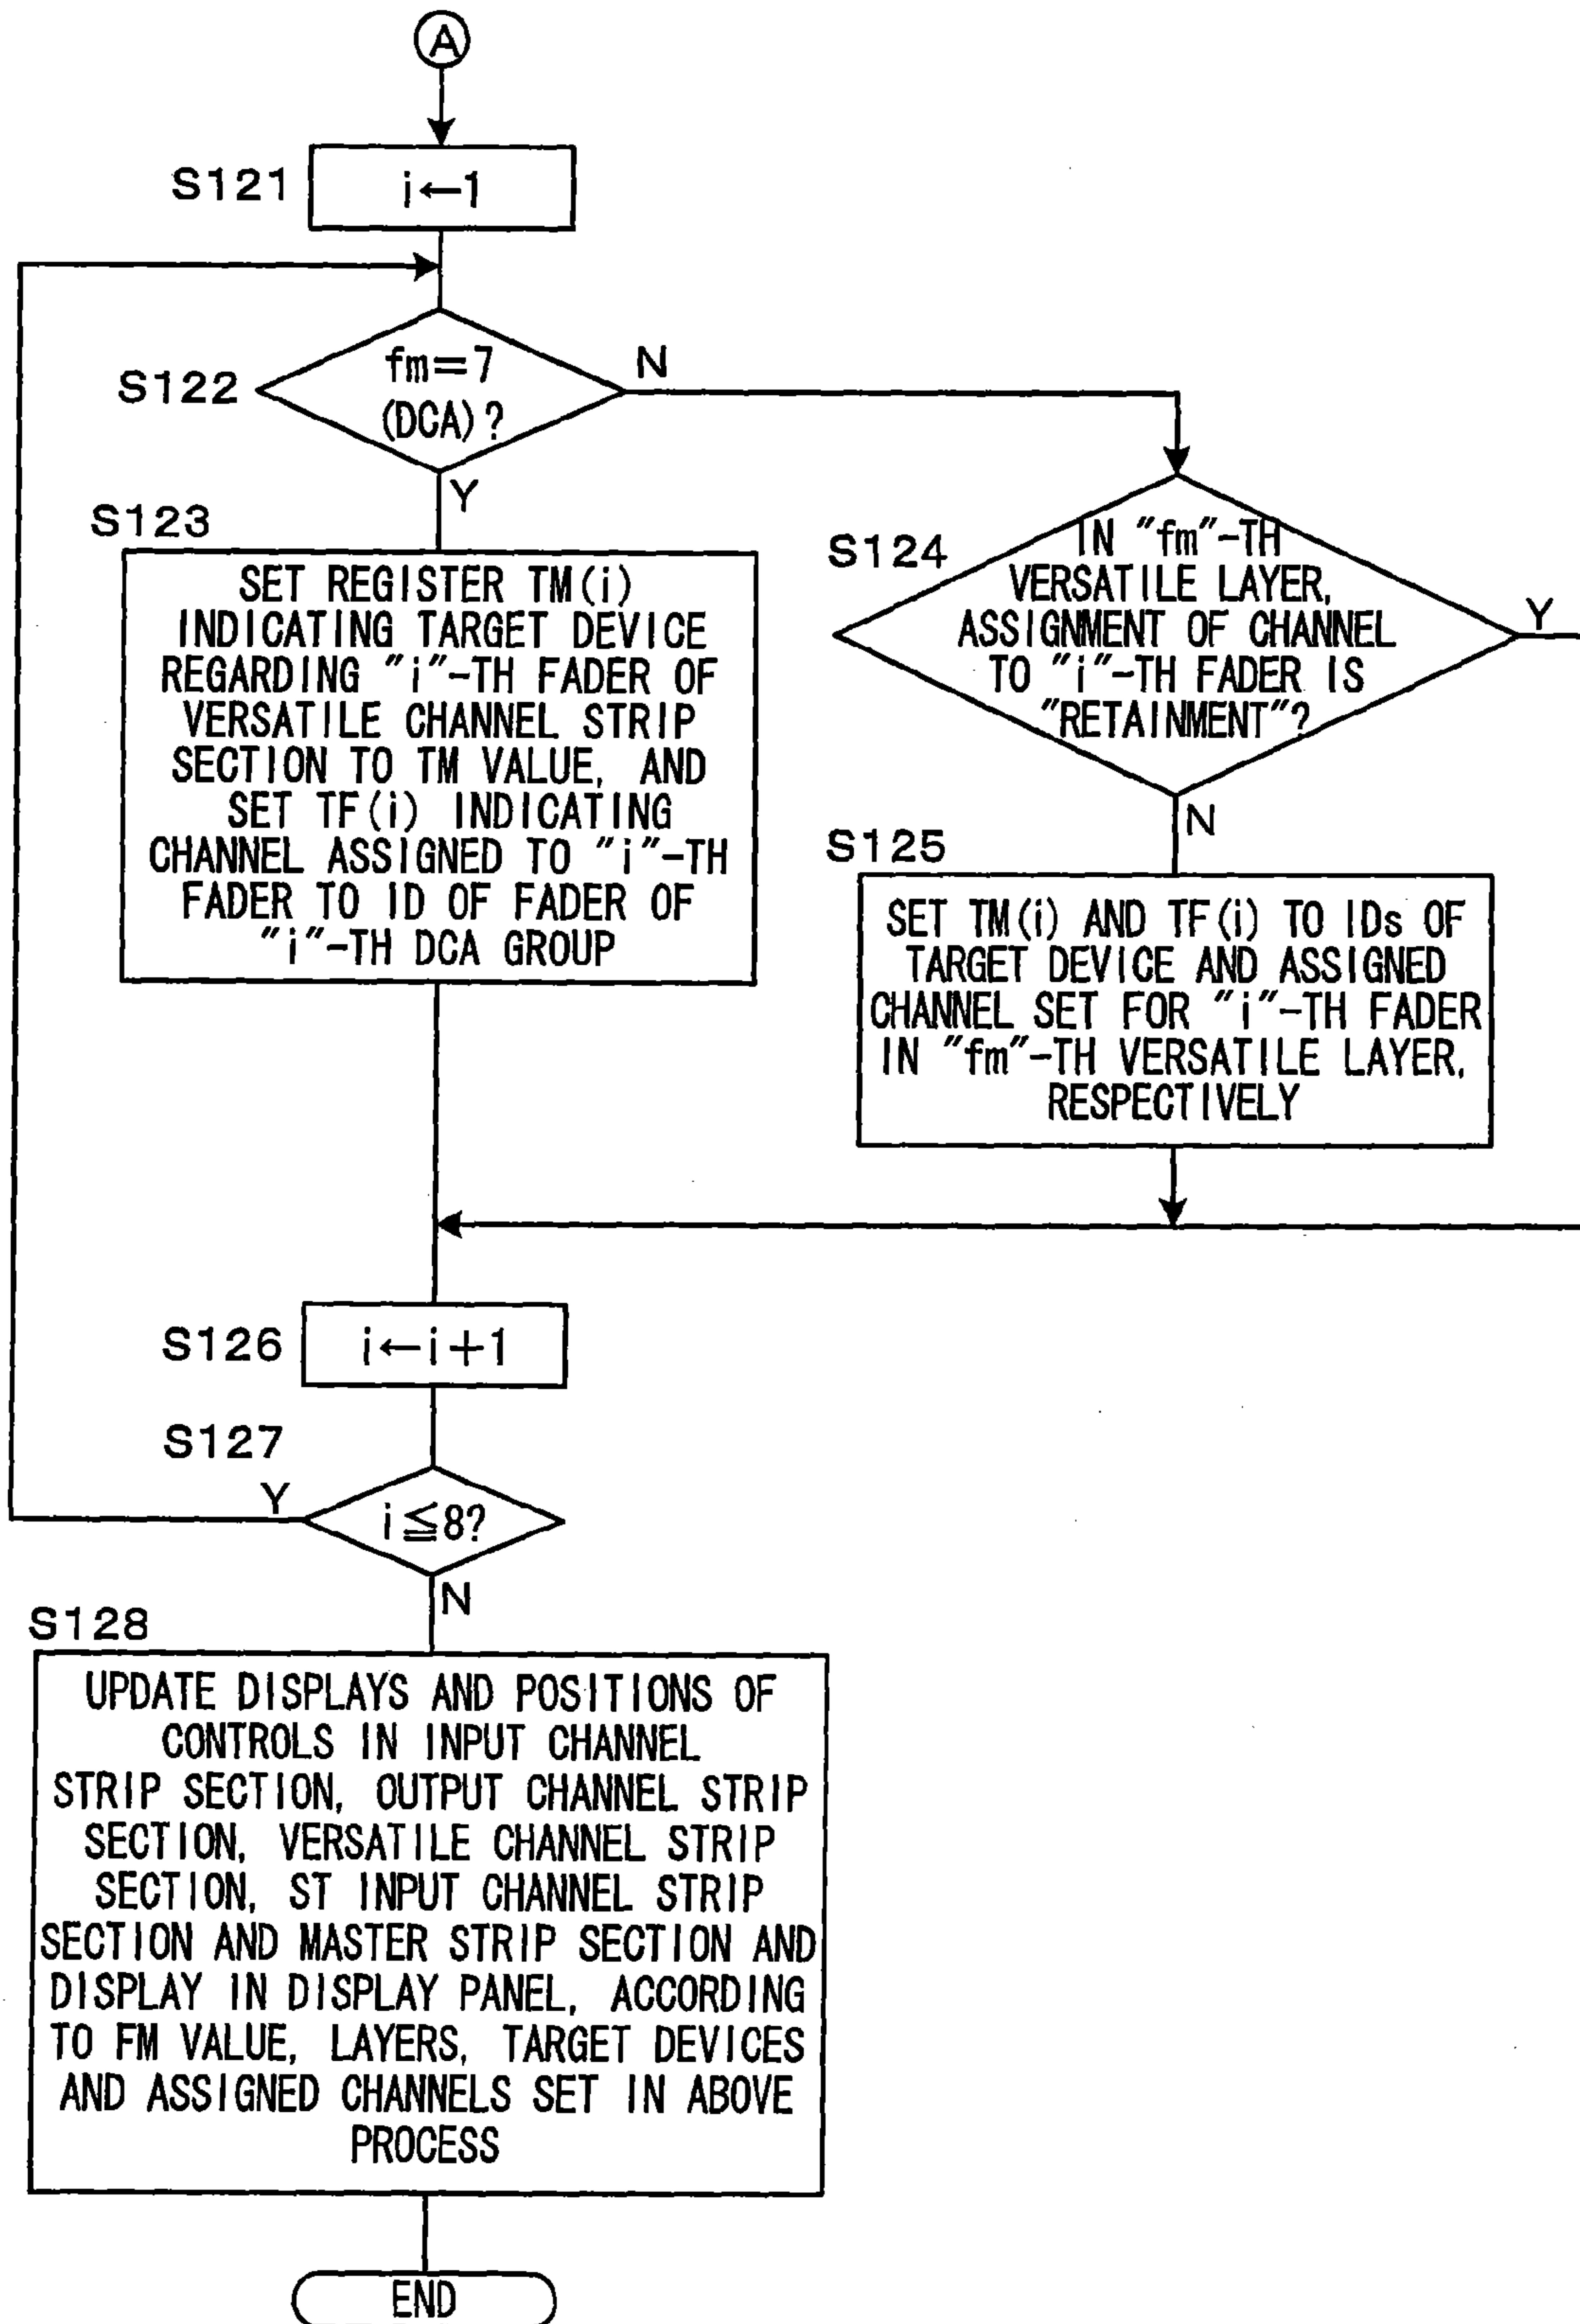 A
S121
i←1
S122
fm=7
(DCA)?
N
Y
S123
SET REGISTER TM(i)
INDICATING TARGET DEVICE
REGARDING "i"-TH FADER OF
VERSATILE CHANNEL STRIP
SECTION TO TM VALUE, AND
SET TF(i) INDICATING
CHANNEL ASSIGNED TO "i"-TH
FADER TO ID OF FADER OF
"i"-TH DCA GROUP
S124
IN "fm"-TH
VERSATILE LAYER,
ASSIGNMENT OF CHANNEL
TO "i"-TH FADER IS
"RETAINMENT"?
Y
N
S125
SET TM(i) AND TF(i) TO IDs OF
TARGET DEVICE AND ASSIGNED
CHANNEL SET FOR "i"-TH FADER
IN "fm"-TH VERSATILE LAYER,
RESPECTIVELY
S126
i←i+1
S127
Y
i≦8?
N
S128
UPDATE DISPLAYS AND POSITIONS OF
CONTROLS IN INPUT CHANNEL
STRIP SECTION, OUTPUT CHANNEL STRIP
SECTION, VERSATILE CHANNEL STRIP
SECTION, ST INPUT CHANNEL STRIP
SECTION AND MASTER STRIP SECTION AND
DISPLAY IN DISPLAY PANEL, ACCORDING
TO FM VALUE, LAYERS, TARGET DEVICES
AND ASSIGNED CHANNELS SET IN ABOVE
PROCESS
END